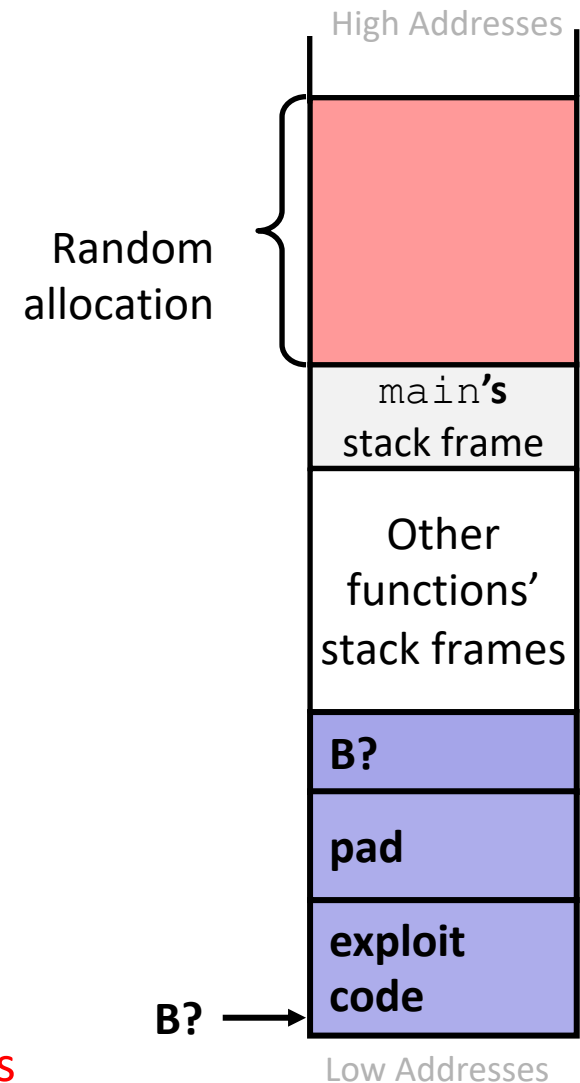 High Addresses
Random
allocation
main's
stack frame
Other
functions’
stack frames
B?
pad
exploit
code
B?
s
Low Addresses